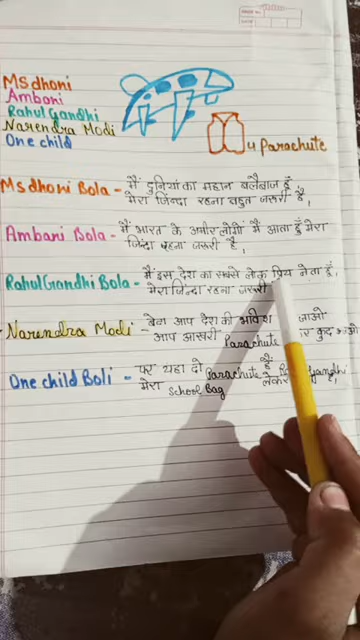 Ms dhoni
Ambani
Rahul Gandhi
Narendra Modi
One child
4 Parachute
Ms dhoni Bola - मैं दुनियां का महान बल्लेबाज हूँ
मेरा जिंदा रहना बहुत जरूरी है,
Ambani Bola - मैं भारत के अमीर लोगों में आता हूँ मेरा
जिंदा रहना जरूरी है,
Rahul Gandhi Bola - मैं इस देश का सबसे लोक प्रिय नेता हूँ,
मेरा जिन्दा रहना जरूरी
Narendra Modi - बेटा आप देश की जाओ
आप आखरी Parachute कुद जाओ
One child Boli - पर यहा दो Parachute है
मेरा School Bag लेकर